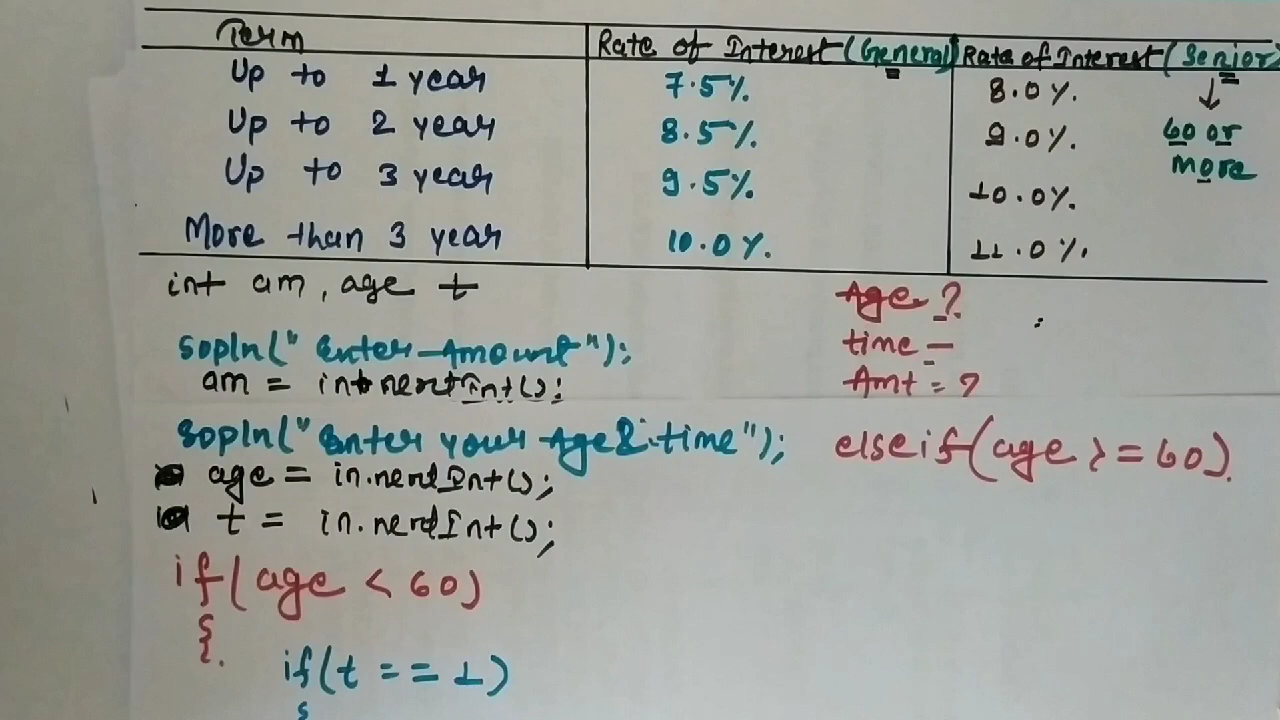 Term Rate of Interest (General) Rate of Interest (Senior)
Up to 1 year 7.5% 8.0%. ↓
Up to 2 year 8.5% 9.0%. 60 or
more
Up to 3 year 9.5% 10.0%.
More than 3 year 10.0%. 11.0%.
int am, age t
Age ?
sopln(" Enter Amount");
time =
am = int nextInt();
Amt = ?
sopln(" Enter your Age & time");
else if(age >= 60).
age = in.nextInt();
t = in.nextInt();
if(age < 60)
{.
if(t == 1)
{